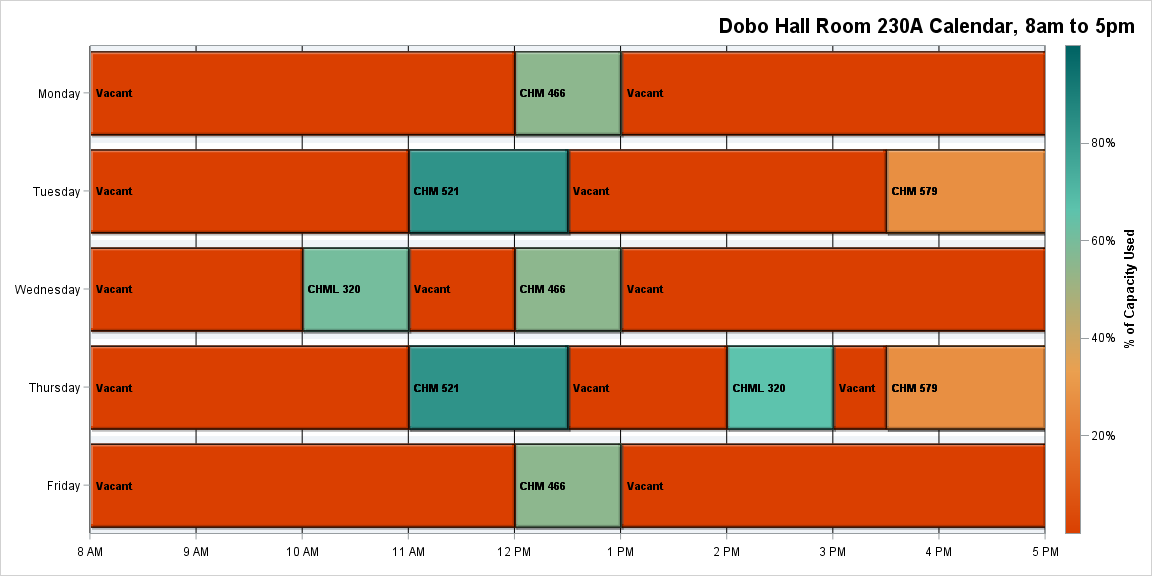 Dobo Hall Room 230A Calendar, 8am to 5pm
Monday
Vacant
CHM 466
Vacant
Tuesday
Vacant
CHM 521
Vacant
CHM 579
Wednesday
Vacant
CHML 320
Vacant
CHM 466
Vacant
Thursday
Vacant
CHM 521
Vacant
CHML 320
Vacant
CHM 579
Friday
Vacant
CHM 466
Vacant
8 AM
9 AM
10 AM
11 AM
12 PM
1 PM
2 PM
3 PM
4 PM
5 PM
80%
60%
40%
20%
% of Capacity Used